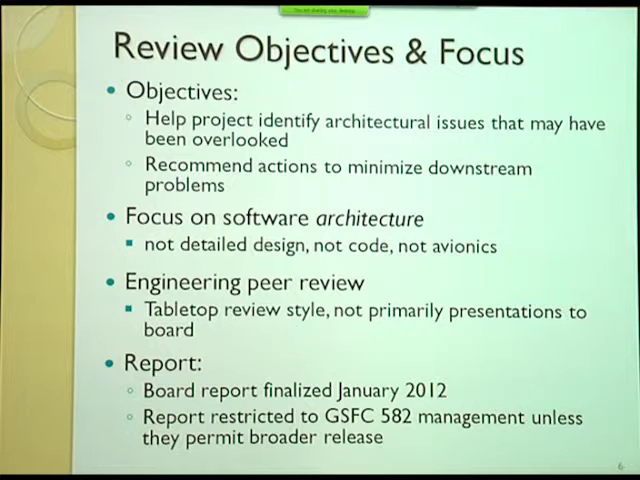 Review Objectives & Focus
• Objectives:
◦ Help project identify architectural issues that may have
been overlooked
◦ Recommend actions to minimize downstream
problems
• Focus on software architecture
▪ not detailed design, not code, not avionics
• Engineering peer review
▪ Tabletop review style, not primarily presentations to
board
• Report:
◦ Board report finalized January 2012
◦ Report restricted to GSFC 582 management unless
they permit broader release
6